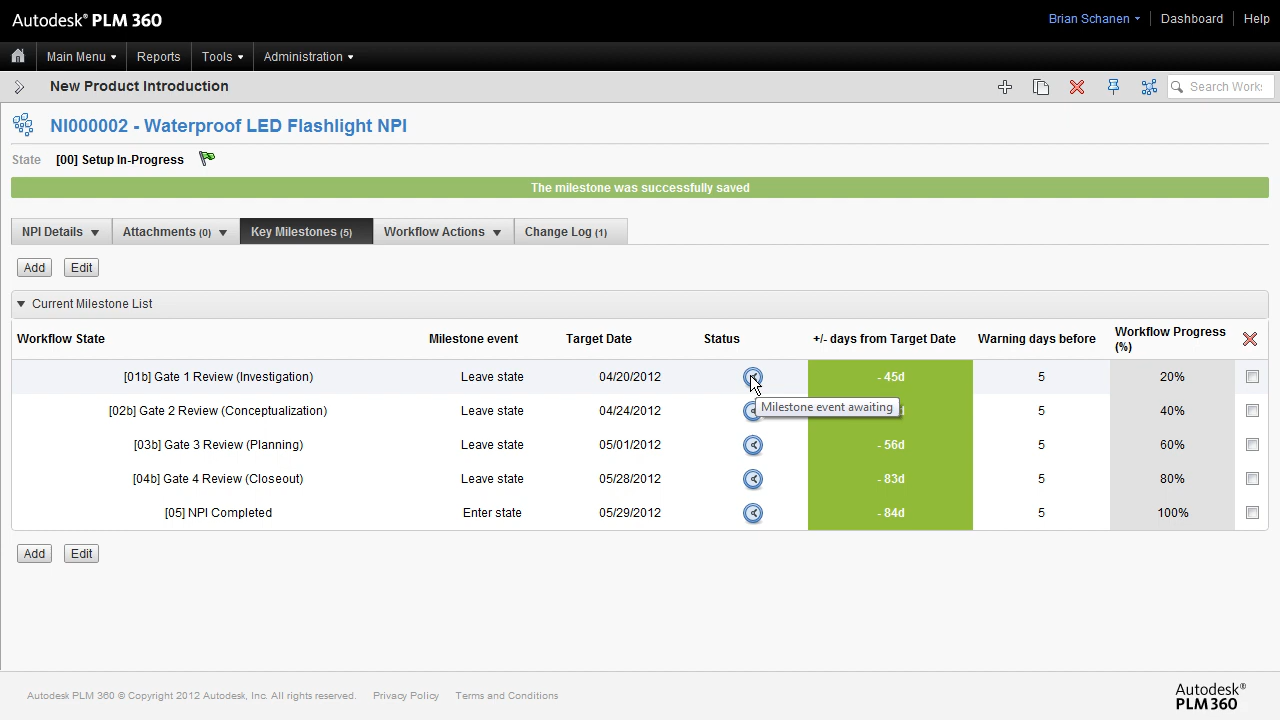 Autodesk® PLM 360 Brian Schanen Dashboard Help
Main Menu Reports Tools Administration
New Product Introduction Search Works
NI000002 - Waterproof LED Flashlight NPI
State [00] Setup In-Progress
The milestone was successfully saved
NPI Details Attachments (0) Key Milestones (5) Workflow Actions Change Log (1)
Add Edit
Current Milestone List
Workflow State Milestone event Target Date Status +/- days from Target Date Warning days before Workflow Progress (%)
[01b] Gate 1 Review (Investigation) Leave state 04/20/2012 - 45d 5 20%
Milestone event awaiting
[02b] Gate 2 Review (Conceptualization) Leave state 04/24/2012 5 40%
[03b] Gate 3 Review (Planning) Leave state 05/01/2012 - 56d 5 60%
[04b] Gate 4 Review (Closeout) Leave state 05/28/2012 - 83d 5 80%
[05] NPI Completed Enter state 05/29/2012 - 84d 5 100%
Add Edit
Autodesk PLM 360 © Copyright 2012 Autodesk, Inc. All rights reserved. Privacy Policy Terms and Conditions
Autodesk®
PLM 360